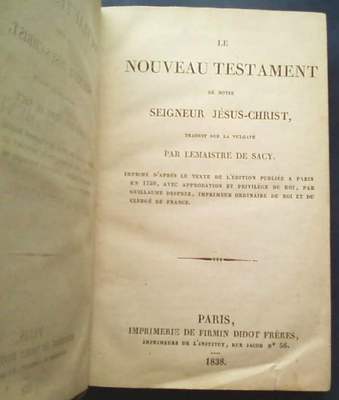 LE
NOUVEAU TESTAMENT
DE NOTRE
SEIGNEUR JÉSUS-CHRIST,
TRADUIT SUR LA VULGATE
PAR LEMAISTRE DE SACY.
IMPRIMÉ D'APRÈS LE TEXTE DE L'ÉDITION PUBLIÉE A PARIS
EN 1759, AVEC APPROBATION ET PRIVILÉGE DU ROI, PAR
GUILLAUME DESPREZ, IMPRIMEUR ORDINAIRE DU ROI ET DU
CLERGÉ DE FRANCE.
PARIS,
IMPRIMERIE DE FIRMIN DIDOT FRÈRES,
IMPRIMEURS DE L'INSTITUT, RUE JACOB N° 56.
1838.